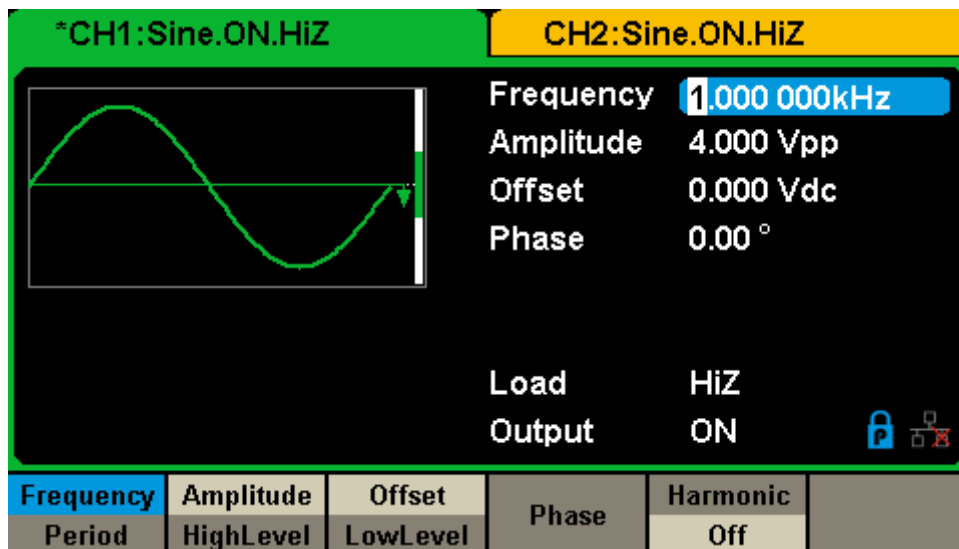 *CH1:Sine.ON.HiZ
CH2:Sine.ON.HiZ
Frequency 1.000 000kHz
Amplitude 4.000 Vpp
Offset 0.000 Vdc
Phase 0.00 °
Load HiZ
Output ON
P
Frequency Amplitude Offset Phase Harmonic
Period HighLevel LowLevel Off